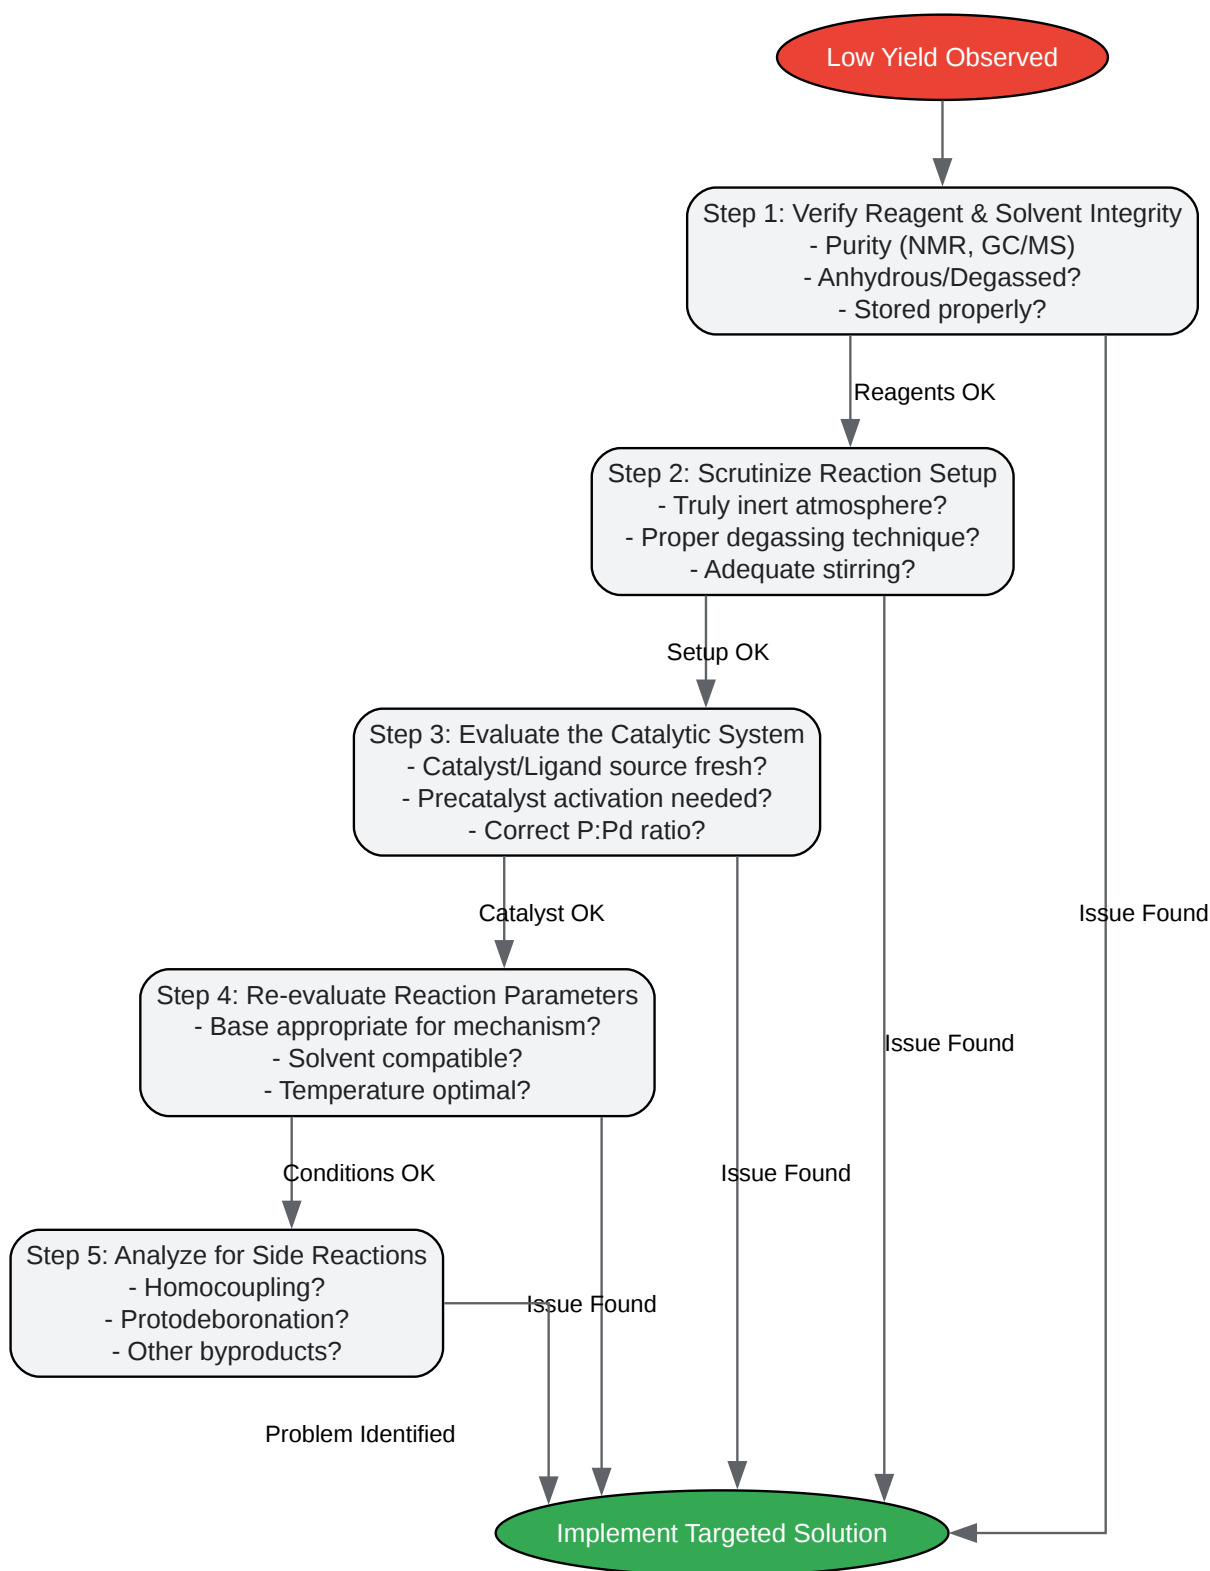 Low Yield Observed
Step 1: Verify Reagent & Solvent Integrity
- Purity (NMR, GC/MS)
- Anhydrous/Degassed?
- Stored properly?
Reagents OK
Step 2: Scrutinize Reaction Setup
- Truly inert atmosphere?
- Proper degassing technique?
- Adequate stirring?
Setup OK
Step 3: Evaluate the Catalytic System
- Catalyst/Ligand source fresh?
- Precatalyst activation needed?
- Correct P:Pd ratio?
Catalyst OK
Issue Found
Step 4: Re-evaluate Reaction Parameters
- Base appropriate for mechanism?
- Solvent compatible?
- Temperature optimal?
Issue Found
Conditions OK
Issue Found
Step 5: Analyze for Side Reactions
- Homocoupling?
- Protodeboronation?
- Other byproducts?
Issue Found
Problem Identified
Implement Targeted Solution